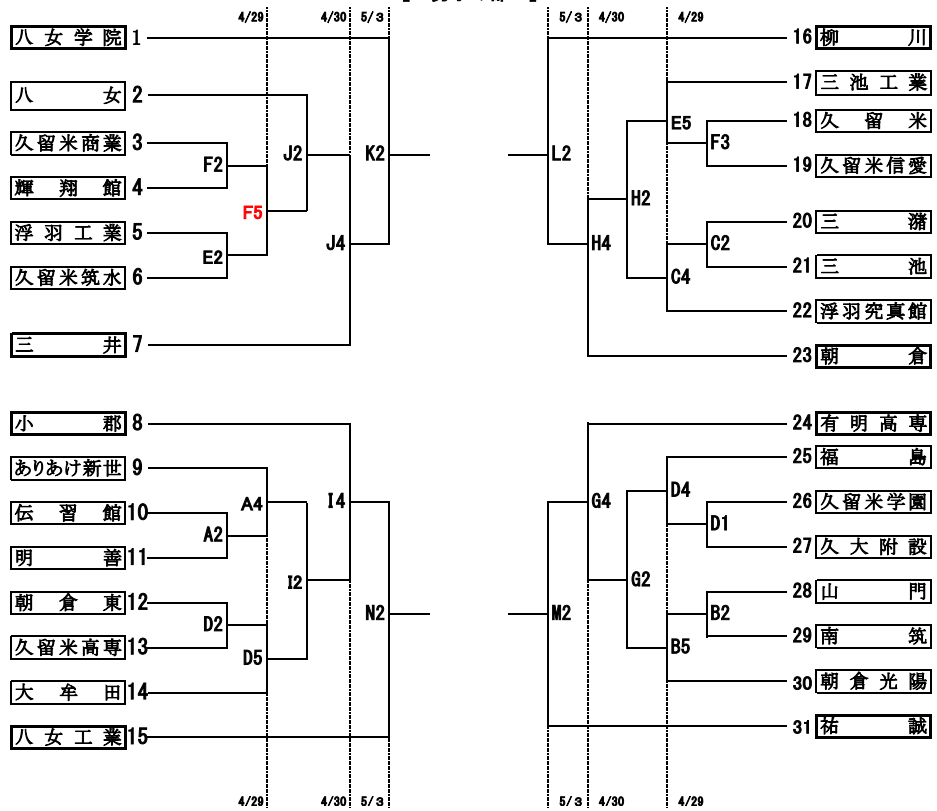 4/29 4/30 5/3 5/3 4/30 4/29
八女学院 1
八女 2
久留米商業 3
輝翔館 4
浮羽工業 5
久留米筑水 6
三井 7
F2
E2
F5
J2
J4
K2
16 柳川
17 三池工業
18 久留米
19 久留米信愛
20 三潴
21 三池
22 浮羽究真館
23 朝倉
L2
H4
H2
E5
F3
C2
C4
小郡 8
ありあけ新世 9
伝習館 10
明善 11
朝倉東 12
久留米高専 13
大牟田 14
八女工業 15
A4
A2
D2
D5
I2
I4
N2
24 有明高専
25 福島
26 久留米学園
27 久大附設
28 山門
29 南筑
30 朝倉光陽
31 祐誠
M2
G4
G2
D4
D1
B2
B5
4/29 4/30 5/3 5/3 4/30 4/29